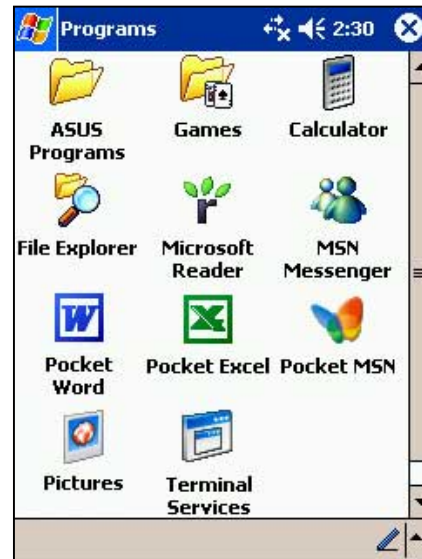 Programs 2:30
ASUS Programs
Games
Calculator
File Explorer
Microsoft Reader
MSN Messenger
Pocket Word
Pocket Excel
Pocket MSN
Pictures
Terminal Services